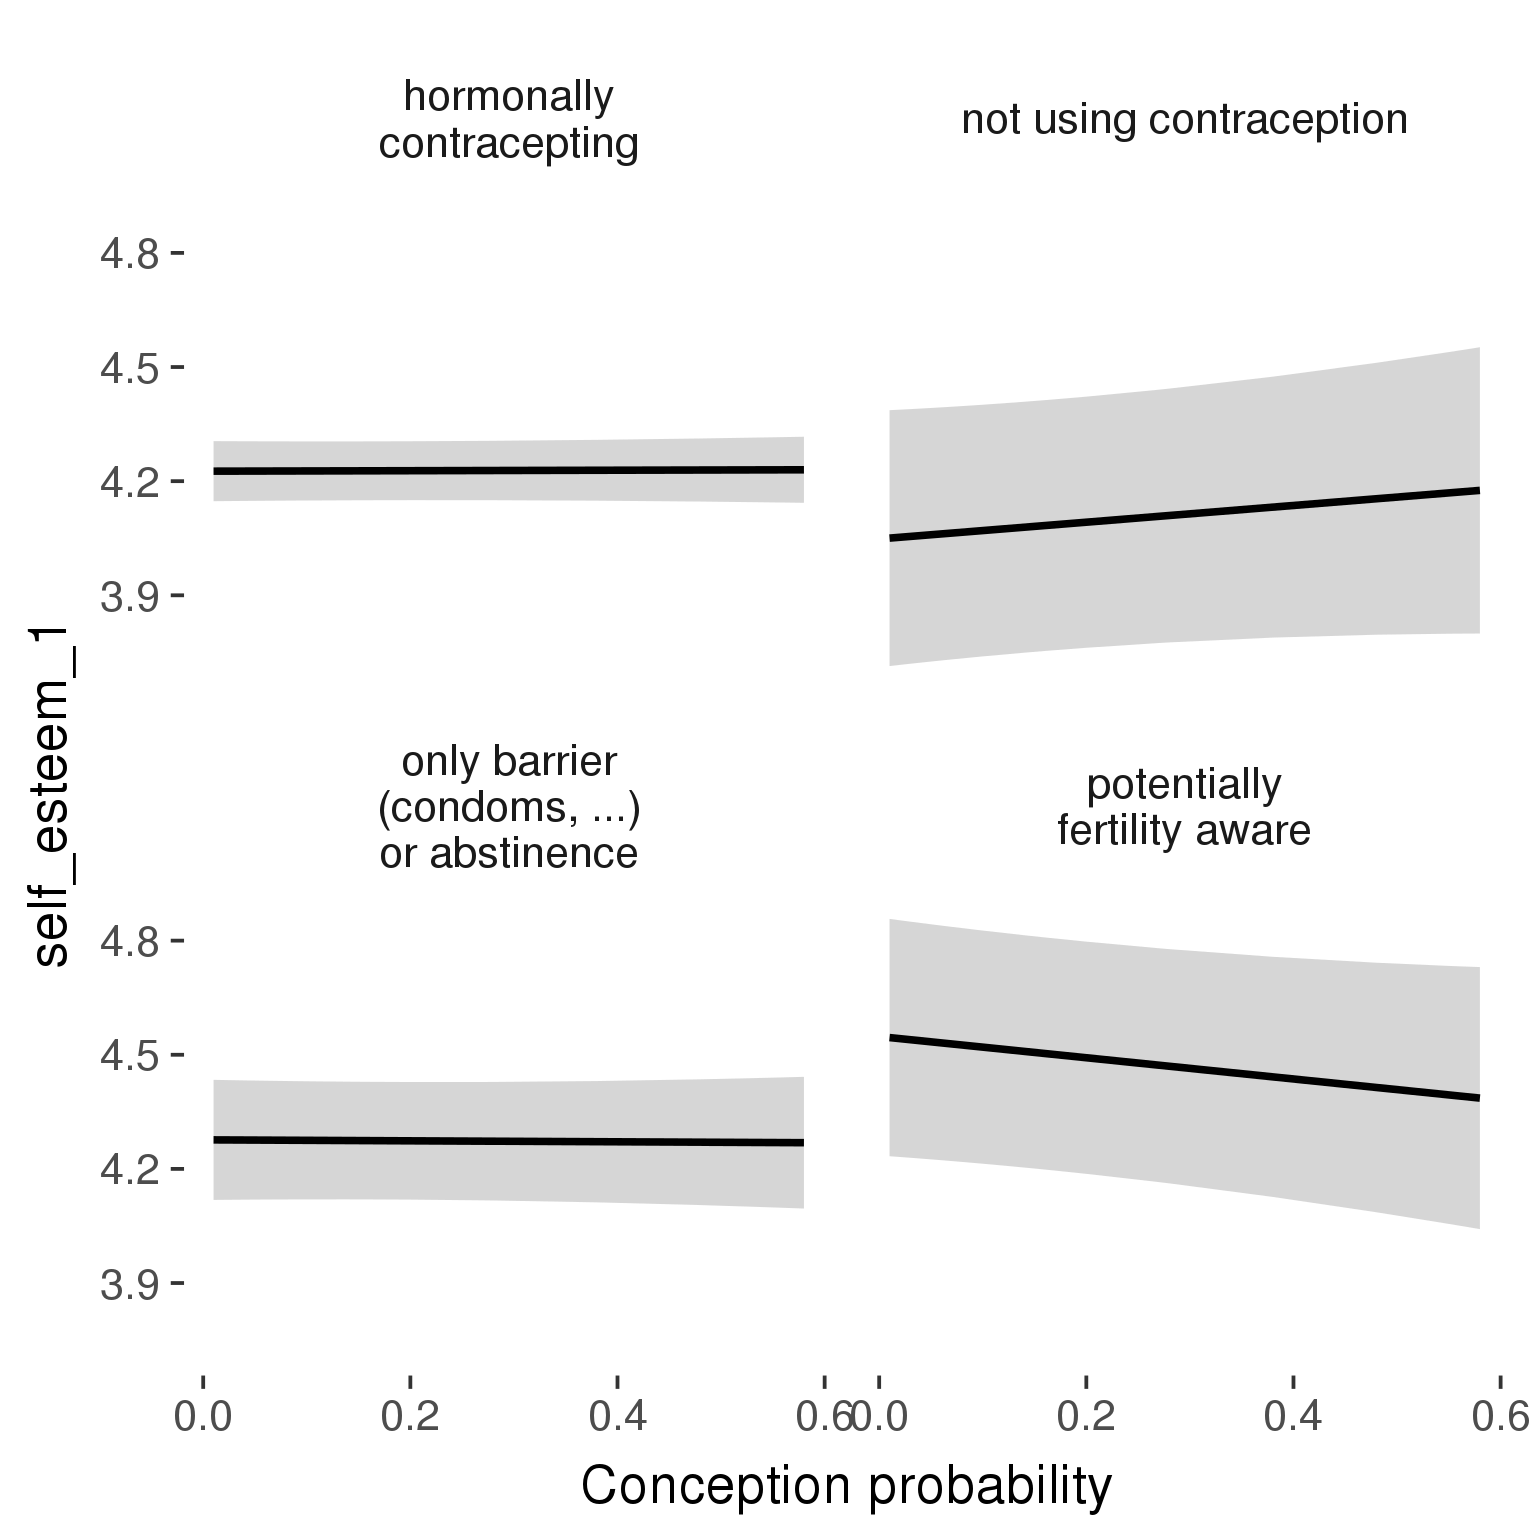 hormonally
contracepting
not using contraception
4.8
4.5
4.2
3.9
self_esteem_1
only barrier
(condoms, ...)
or abstinence
potentially
fertility aware
4.8
4.5
4.2
3.9
0.0 0.2 0.4 0.6 0.0 0.2 0.4 0.6
Conception probability